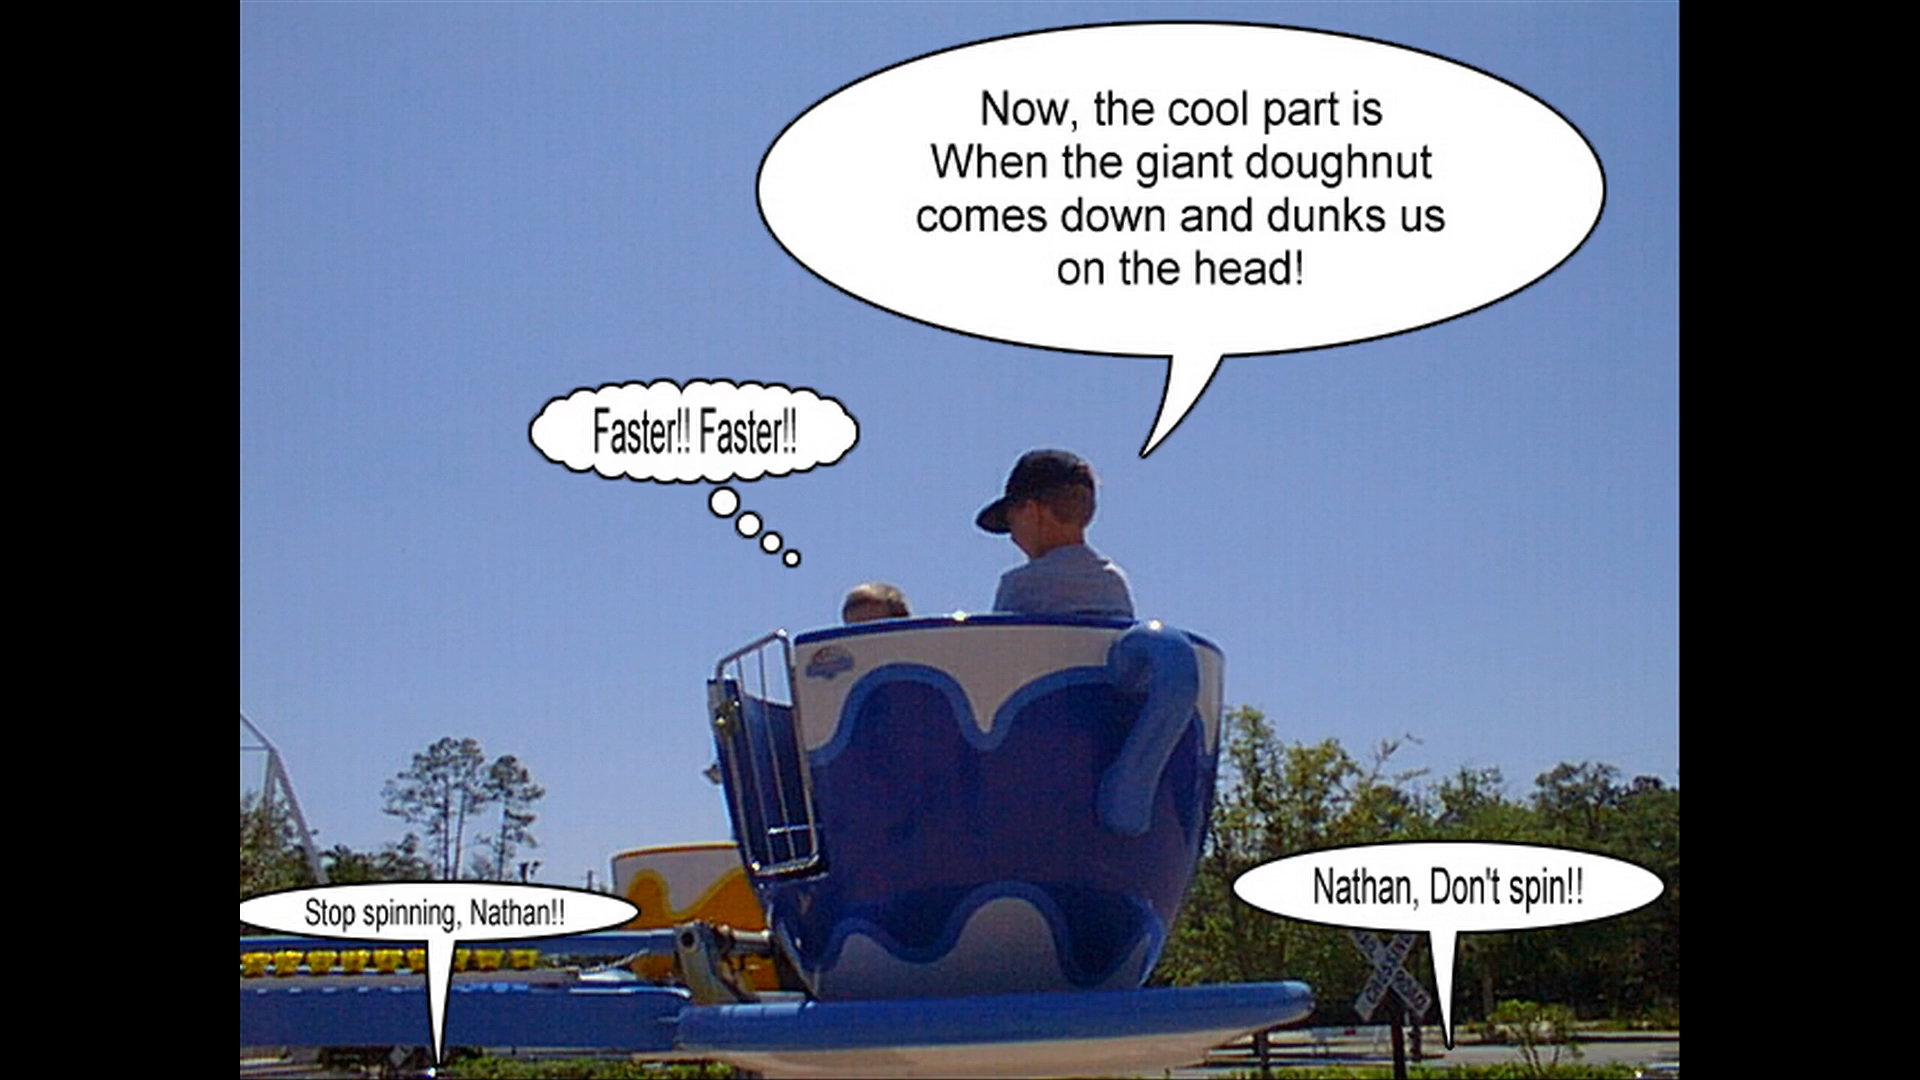 Now, the cool part is
When the giant doughnut
comes down and dunks us
on the head!
Faster!! Faster!!
Stop spinning, Nathan!!
Nathan, Don't spin!!